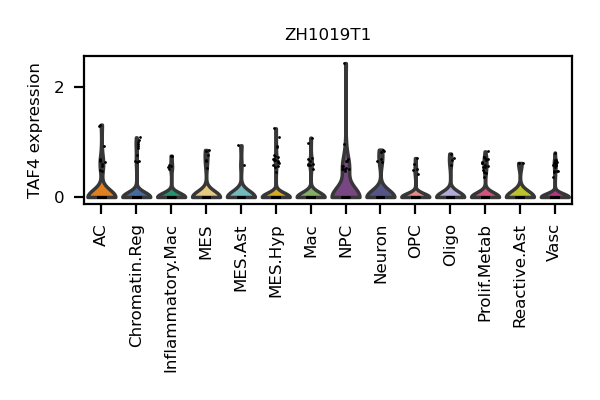 ZH1019T1
TAF4 expression
2
0
AC
Chromatin.Reg
Inflammatory.Mac
MES
MES.Ast
MES.Hyp
Mac
NPC
Neuron
OPC
Oligo
Prolif.Metab
Reactive.Ast
Vasc